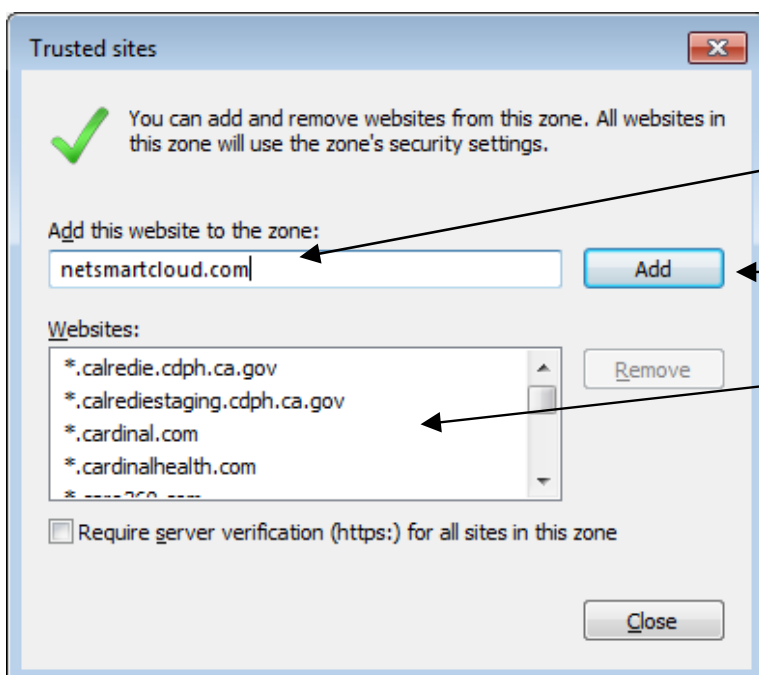 Trusted sites
You can add and remove websites from this zone. All websites in
this zone will use the zone's security settings.
Add this website to the zone:
netsmartcloud.com
Add
Websites:
*.calredie.cdph.ca.gov
Remove
*.calrediestaging.cdph.ca.gov
*.cardinal.com
*.cardinalhealth.com
Require server verification (https:) for all sites in this zone
Close